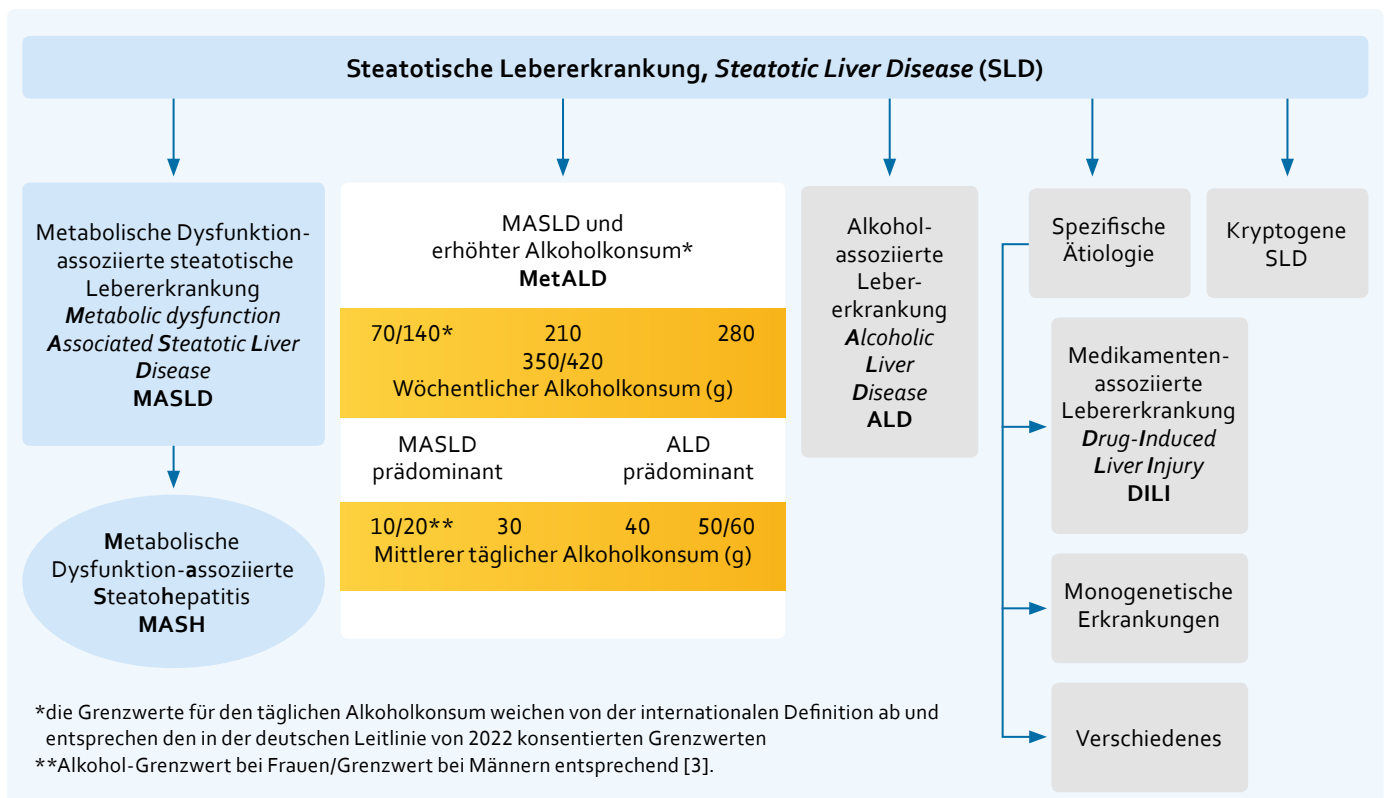 Steatotische Lebererkrankung, Steatotic Liver Disease (SLD)
Metabolische Dysfunktion-
assoziierte steatotische
Lebererkrankung
Metabolic dysfunction
Associated Steatotic Liver
Disease
MASLD
Metabolische
Dysfunktion-assoziierte
Steatohepatitis
MASH
MASLD und
erhöhter Alkoholkonsum*
MetALD
70/140* 210 280
350/420
Wöchentlicher Alkoholkonsum (g)
MASLD
prädominant
ALD
prädominant
10/20** 30 40 50/60
Mittlerer täglicher Alkoholkonsum (g)
Alkohol-
assoziierte
Leber-
erkrankung
Alcoholic
Liver
Disease
ALD
Spezifische
Ätiologie
Medikamenten-
assoziierte
Lebererkrankung
Drug-Induced
Liver Injury
DILI
Monogenetische
Erkrankungen
Verschiedenes
Kryptogene
SLD
*die Grenzwerte für den täglichen Alkoholkonsum weichen von der internationalen Definition ab und
entsprechen den in der deutschen Leitlinie von 2022 konsentierten Grenzwerten
**Alkohol-Grenzwert bei Frauen/Grenzwert bei Männern entsprechend [3].